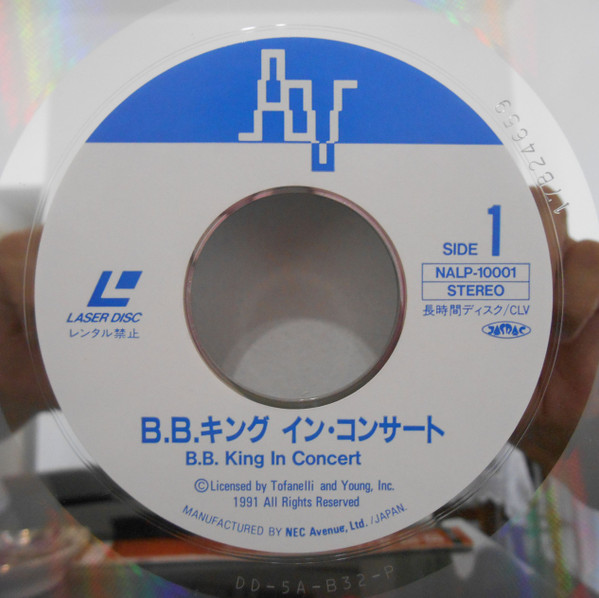 SIDE 1
NALP-10001
STEREO
長時間ディスク/CLV
JASRAC
LASER DISC
レンタル禁止
B.B.キング イン・コンサート
B.B. King In Concert
©Licensed by Tofanelli and Young, Inc.
1991 All Rights Reserved
MANUFACTURED BY NEC Avenue, Ltd./JAPAN.
17B24659
DD-5A-B32-P